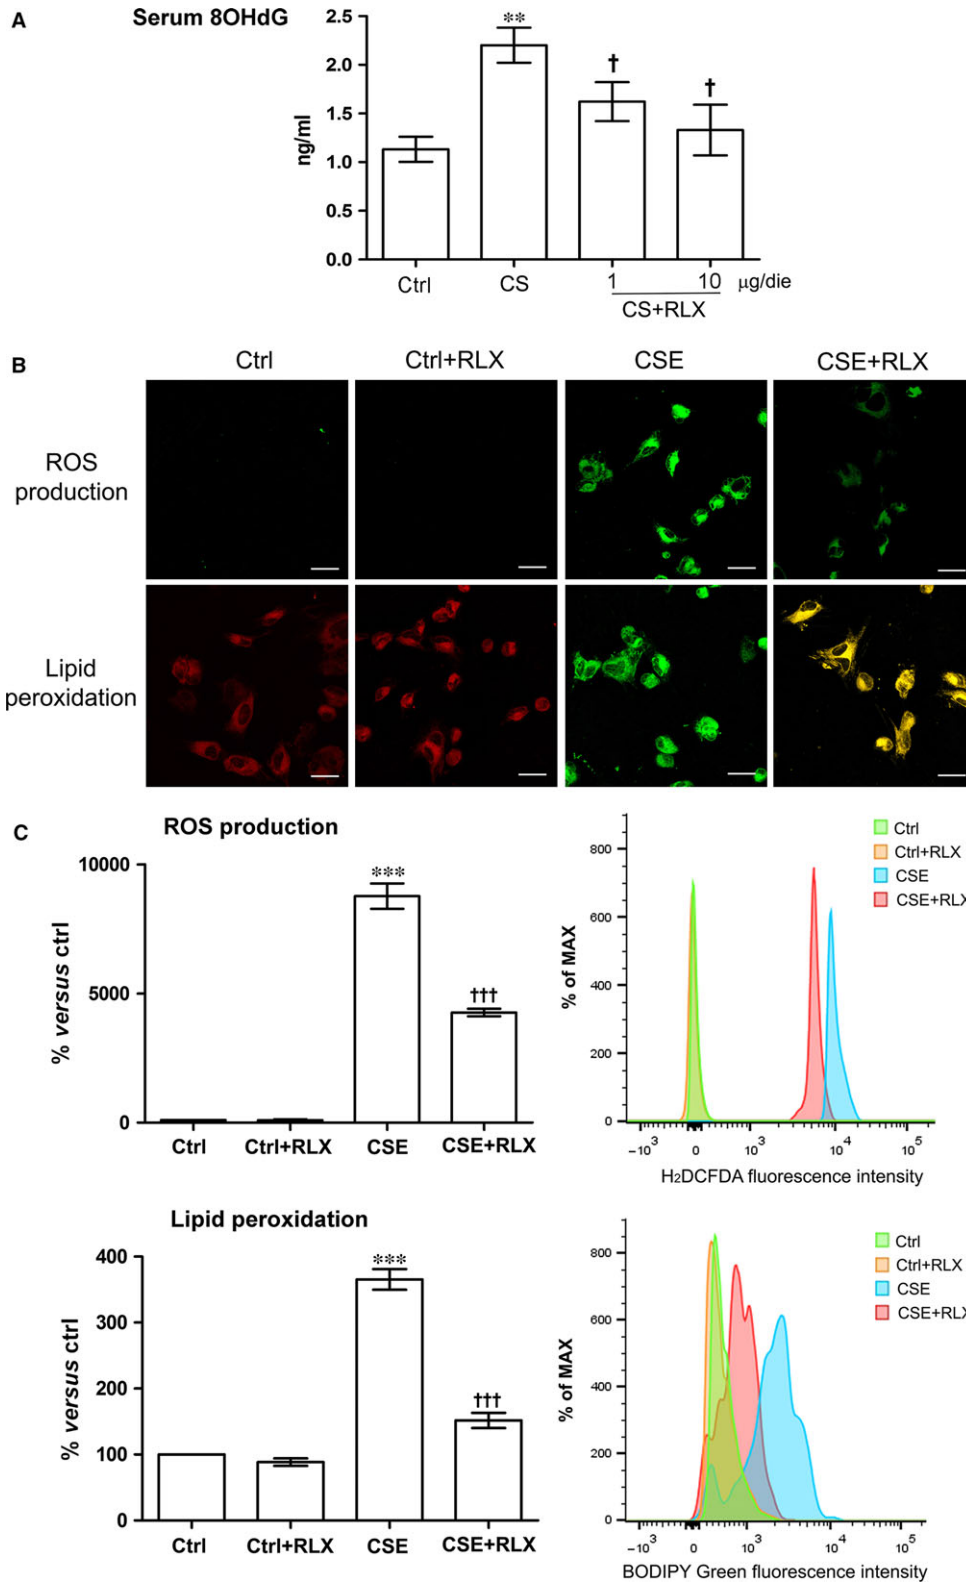 A
Serum 8OHdG
2.5
2.0
1.5
1.0
0.5
0.0
ng/ml
**
†
†
Ctrl
CS
1
10
µg/die
CS+RLX
B
Ctrl
Ctrl+RLX
CSE
CSE+RLX
ROS
production
Lipid
peroxidation
C
ROS production
10000
5000
0
% versus ctrl
***
†††
Ctrl
Ctrl+RLX
CSE
CSE+RLX
800
600
400
200
0
% of MAX
Ctrl
Ctrl+RLX
CSE
CSE+RLX
−10³
0
10³
10⁴
10⁵
H₂DCFDA fluorescence intensity
Lipid peroxidation
400
300
200
100
0
% versus ctrl
***
†††
Ctrl
Ctrl+RLX
CSE
CSE+RLX
800
600
400
200
0
% of MAX
Ctrl
Ctrl+RLX
CSE
CSE+RLX
−10³
0
10³
10⁴
10⁵
BODIPY Green fluorescence intensity